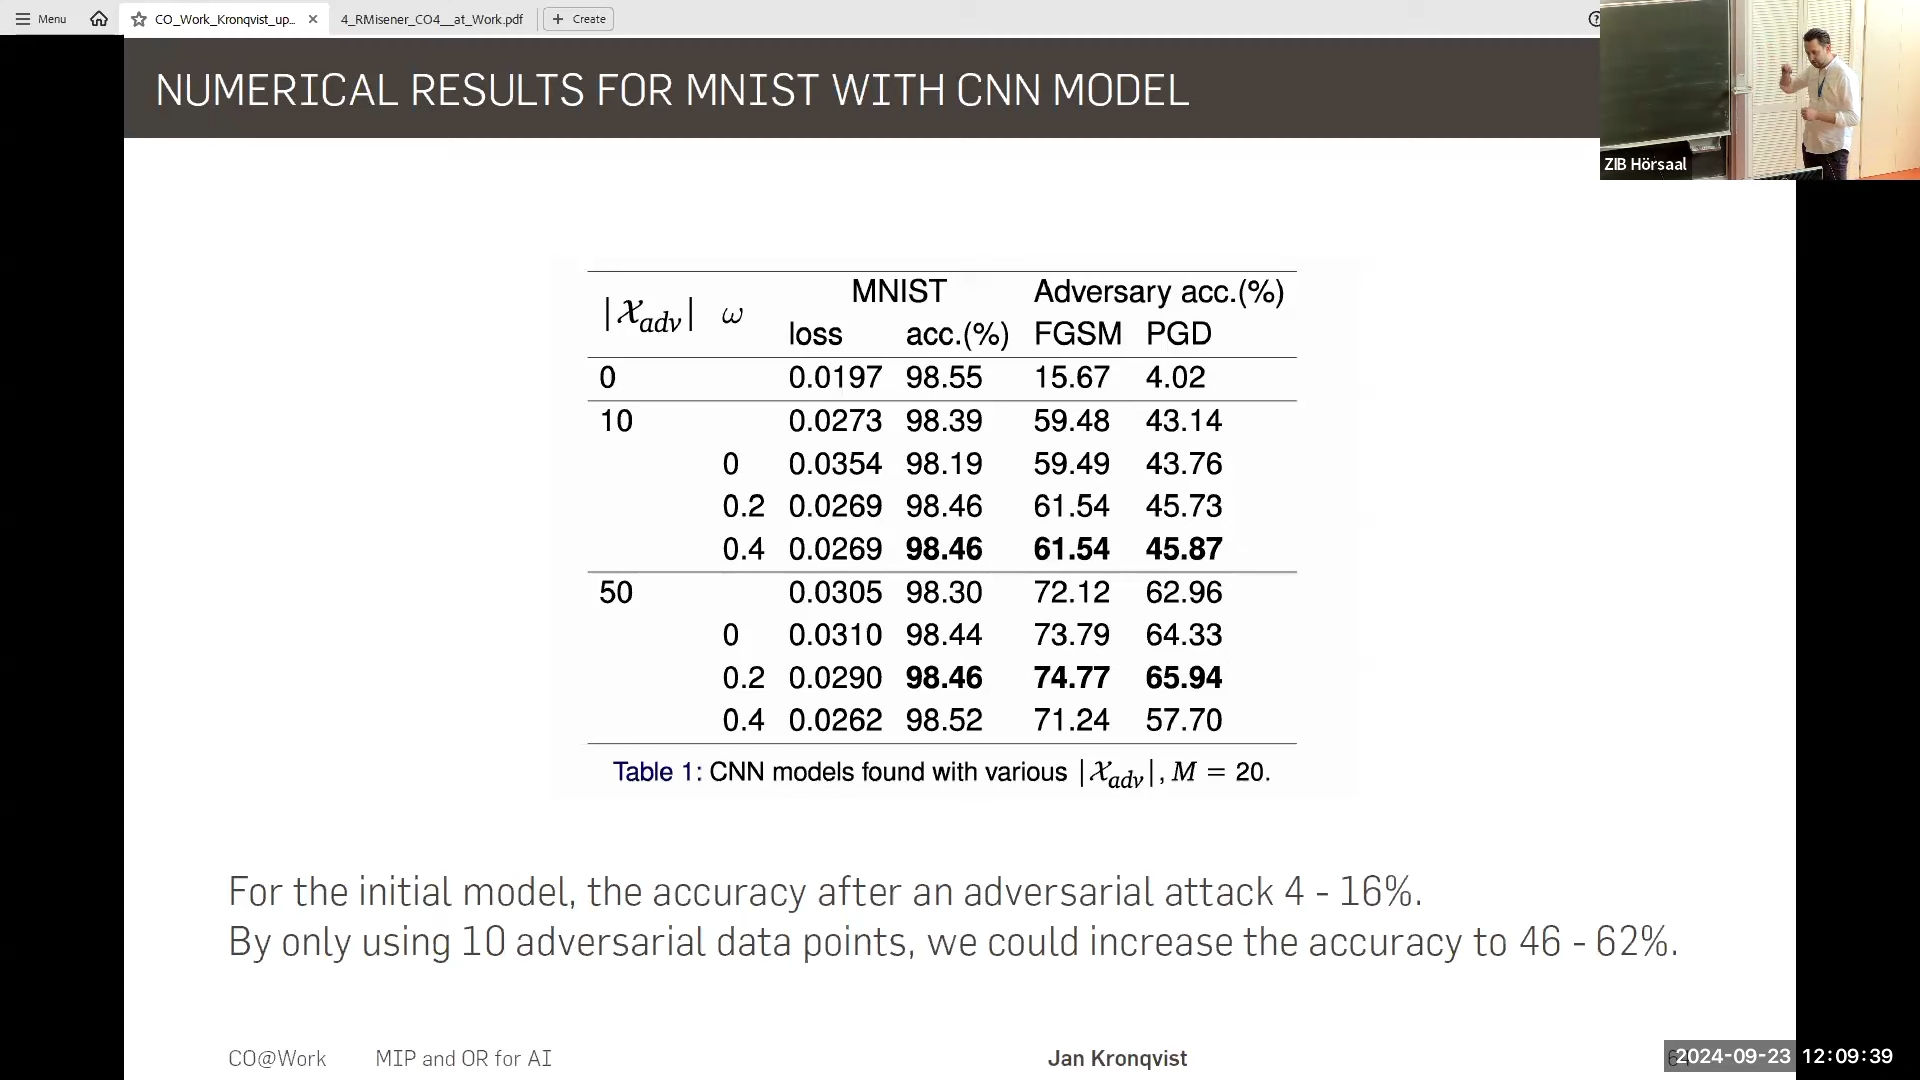 Menu
CO_Work_Kronqvist_up...
4_RMisener_CO4__at_Work.pdf
+ Create
NUMERICAL RESULTS FOR MNIST WITH CNN MODEL
ZIB Hörsaal
|𝒳adv| ω MNIST Adversary acc.(%)
loss acc.(%) FGSM PGD
0 0.0197 98.55 15.67 4.02
10 0.0273 98.39 59.48 43.14
0 0.0354 98.19 59.49 43.76
0.2 0.0269 98.46 61.54 45.73
0.4 0.0269 98.46 61.54 45.87
50 0.0305 98.30 72.12 62.96
0 0.0310 98.44 73.79 64.33
0.2 0.0290 98.46 74.77 65.94
0.4 0.0262 98.52 71.24 57.70
Table 1: CNN models found with various |𝒳adv|, M = 20.
For the initial model, the accuracy after an adversarial attack 4 - 16%.
By only using 10 adversarial data points, we could increase the accuracy to 46 - 62%.
CO@Work MIP and OR for AI Jan Kronqvist
2024-09-23 12:09:39